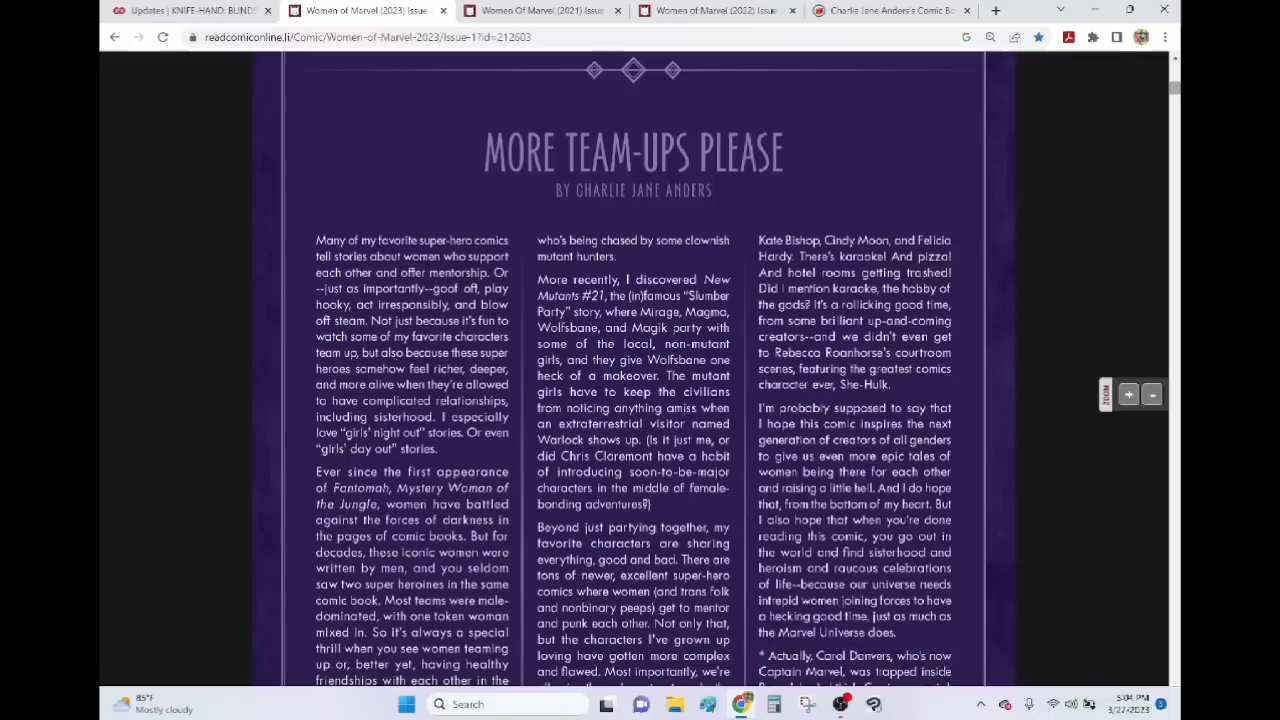 Updates | KNIFE-HAND: BLINDS
Women of Marvel (2023) Issue
Women Of Marvel (2021) Issue
Women of Marvel (2022) Issue
Charlie Jane Anders's Comic Bo
readcomiconline.li/Comic/Women-of-Marvel-2023/Issue-1?id=212603
MORE TEAM-UPS PLEASE
BY CHARLIE JANE ANDERS
Many of my favorite super-hero comics
tell stories about women who support
each other and offer mentorship. Or
--just as importantly--goof off, play
hooky, act irresponsibly, and blow
off steam. Not just because it's fun to
watch some of my favorite characters
team up, but also because these super
heroes somehow feel richer, deeper,
and more alive when they're allowed
to have complicated relationships,
including sisterhood. I especially
love “girls' night out” stories. Or even
“girls' day out” stories.
Ever since the first appearance
of Fantomah, Mystery Woman of
the Jungle, women have battled
against the forces of darkness in
the pages of comic books. But for
decades, these iconic women were
written by men, and you seldom
saw two super heroines in the same
comic book. Most teams were male-
dominated, with one token woman
mixed in. So it's always a special
thrill when you see women teaming
up or, better yet, having healthy
friendships with each other in the
who's being chased by some clownish
mutant hunters.
More recently, I discovered New
Mutants #21, the (in)famous “Slumber
Party” story, where Mirage, Magma,
Wolfsbane, and Magik party with
some of the local, non-mutant
girls, and they give Wolfsbane one
heck of a makeover. The mutant
girls have to keep the civilians
from noticing anything amiss when
an extraterrestrial visitor named
Warlock shows up. (Is it just me, or
did Chris Claremont have a habit
of introducing soon-to-be-major
characters in the middle of female-
bonding adventures?)
Beyond just partying together, my
favorite characters are sharing
everything, good and bad. There are
tons of newer, excellent super-hero
comics where women (and trans folk
and nonbinary peeps) get to mentor
and punk each other. Not only that,
but the characters I've grown up
loving have gotten more complex
and flawed. Most importantly, we're
Kate Bishop, Cindy Moon, and Felicia
Hardy. There's karaoke! And pizza!
And hotel rooms getting trashed!
Did I mention karaoke, the hobby of
the gods? It's a rollicking good time,
from some brilliant up-and-coming
creators--and we didn't even get
to Rebecca Roanhorse's courtroom
scenes, featuring the greatest comics
character ever, She-Hulk.
I'm probably supposed to say that
I hope this comic inspires the next
generation of creators of all genders
to give us even more epic tales of
women being there for each other
and raising a little hell. And I do hope
that, from the bottom of my heart. But
I also hope that when you're done
reading this comic, you go out in
the world and find sisterhood and
heroism and raucous celebrations
of life--because our universe needs
intrepid women joining forces to have
a hecking good time, just as much as
the Marvel Universe does.
* Actually, Carol Danvers, who's now
Captain Marvel, was trapped inside
ZOOM
+ -
85°F
Mostly cloudy
Search
5:04 PM
3/27/2023
3